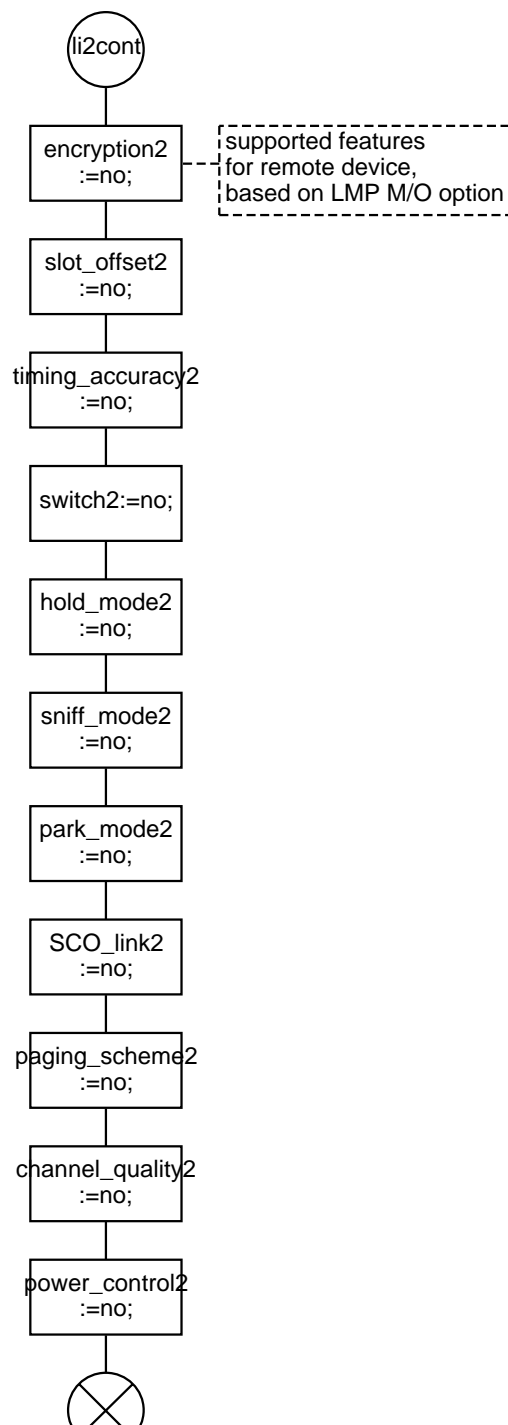 li2cont
encryption2
:=no;
supported features
for remote device,
based on LMP M/O option
slot_offset2
:=no;
timing_accuracy2
:=no;
switch2:=no;
hold_mode2
:=no;
sniff_mode2
:=no;
park_mode2
:=no;
SCO_link2
:=no;
paging_scheme2
:=no;
channel_quality2
:=no;
power_control2
:=no;